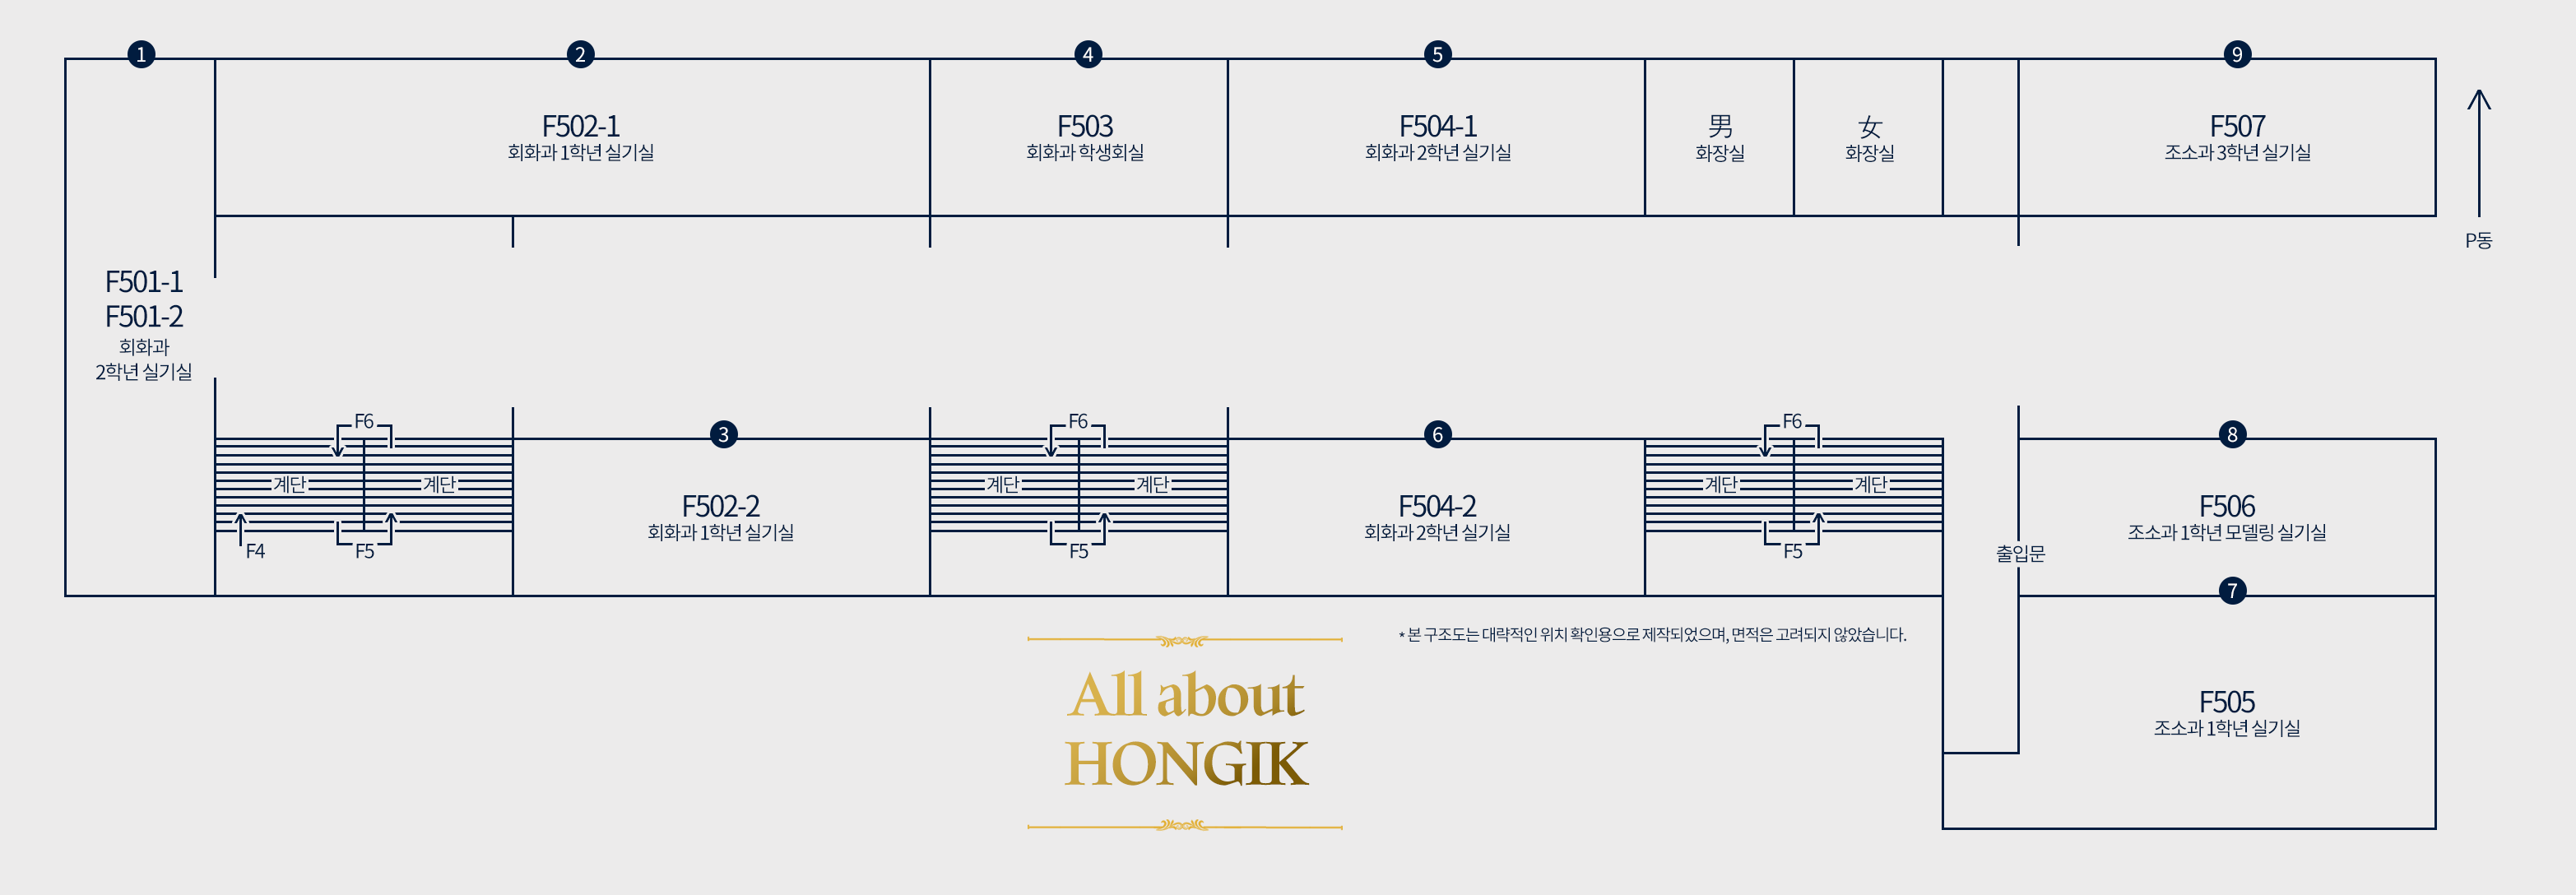 1
2
4
5
9
F502-1
회화과 1학년 실기실
F503
회화과 학생회실
F504-1
회화과 2학년 실기실
男
화장실
女
화장실
F507
조소과 3학년 실기실
P동
F501-1
F501-2
회화과
2학년 실기실
F6
계단
계단
F4
F5
3
F502-2
회화과 1학년 실기실
F6
계단
계단
F5
6
F504-2
회화과 2학년 실기실
F6
계단
계단
F5
출입문
8
F506
조소과 1학년 모델링 실기실
7
F505
조소과 1학년 실기실
* 본 구조도는 대략적인 위치 확인용으로 제작되었으며, 면적은 고려되지 않았습니다.
All about
HONGIK